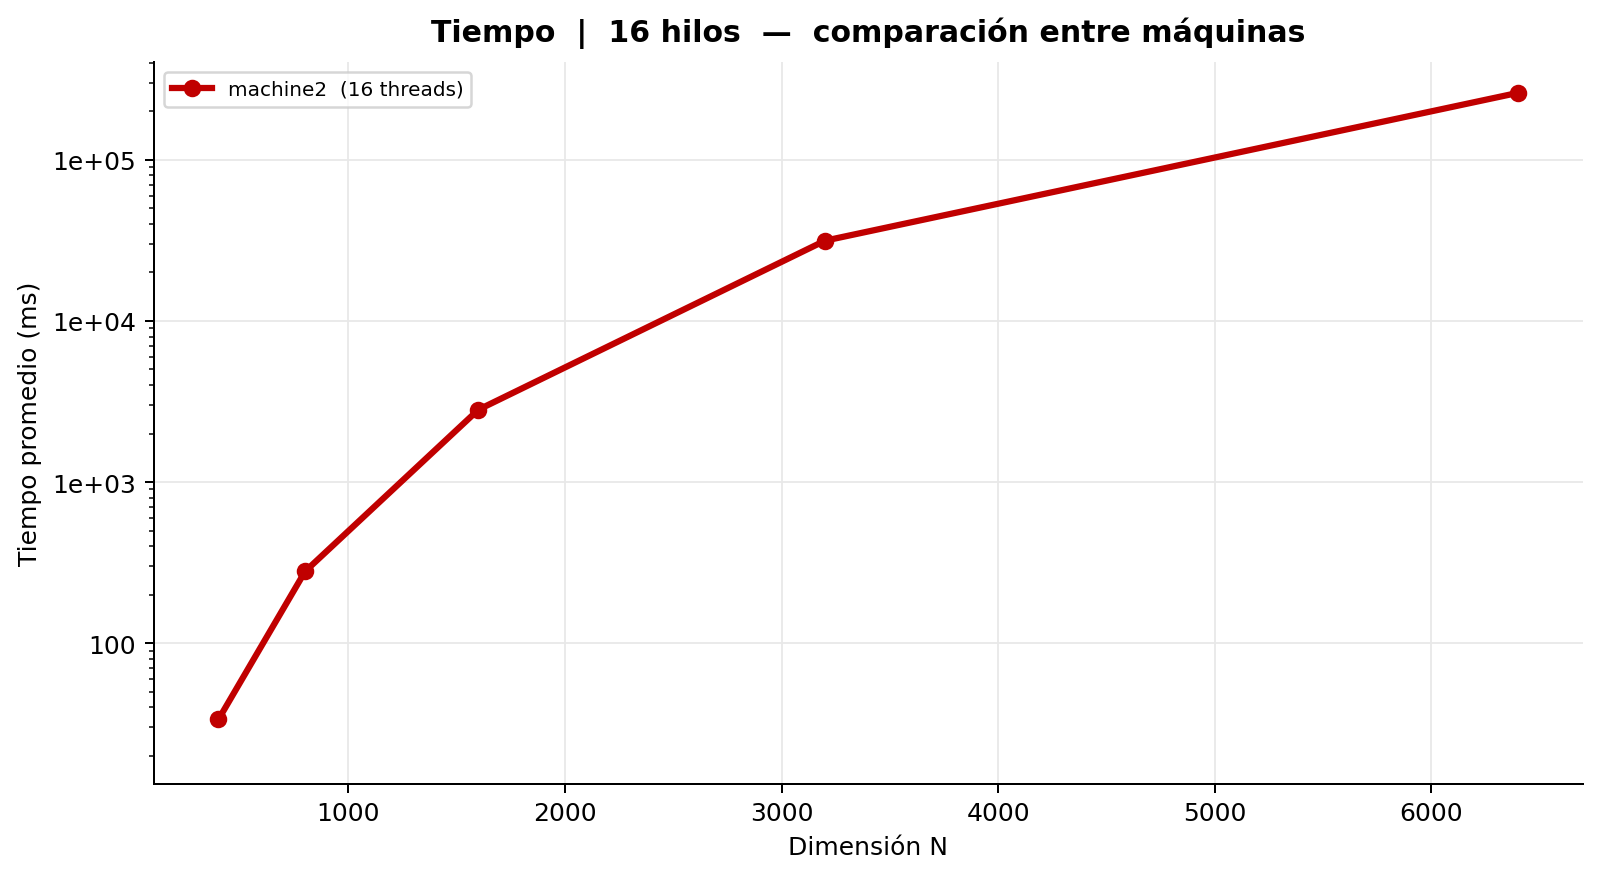 Tiempo | 16 hilos — comparación entre máquinas
machine2 (16 threads)
Tiempo promedio (ms)
1e+05
1e+04
1e+03
100
1000 2000 3000 4000 5000 6000
Dimensión N